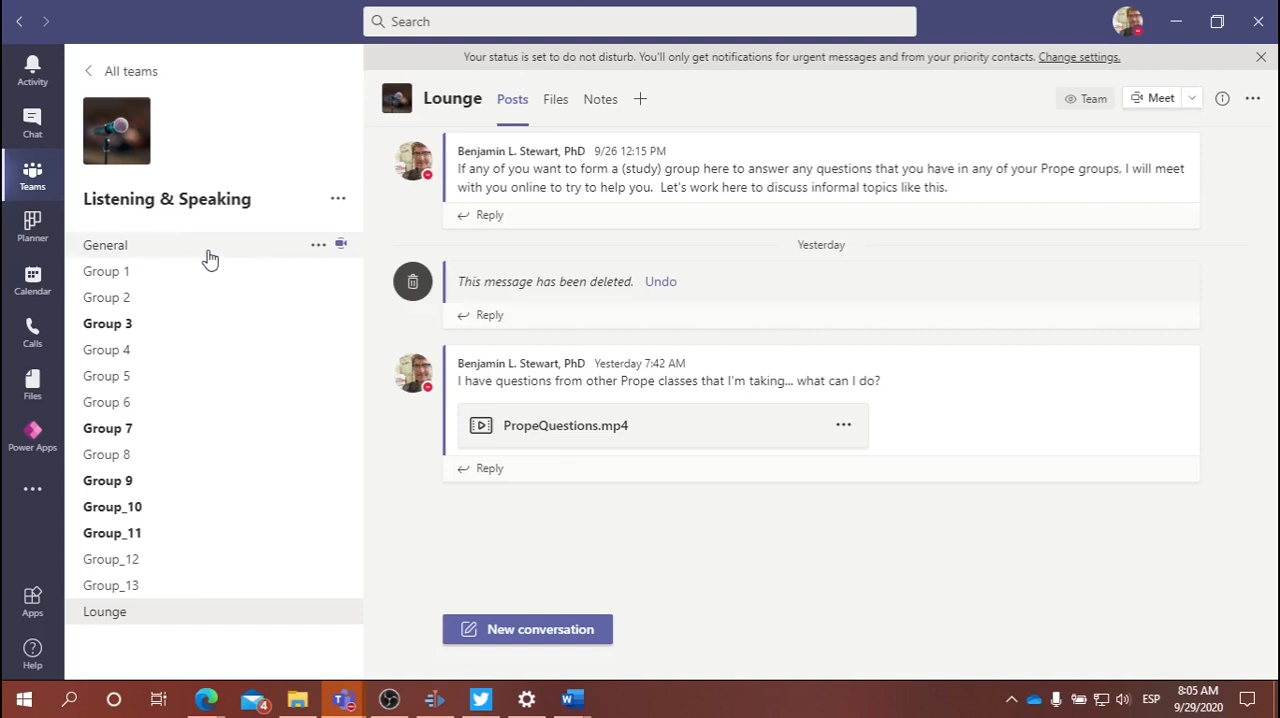 Search
Your status is set to do not disturb. You'll only get notifications for urgent messages and from your priority contacts. Change settings.
Activity
Chat
Teams
Planner
Calendar
Calls
Files
Power Apps
Apps
Help
All teams
Listening & Speaking
General
Group 1
Group 2
Group 3
Group 4
Group 5
Group 6
Group 7
Group 8
Group 9
Group_10
Group_11
Group_12
Group_13
Lounge
Lounge Posts Files Notes
Team Meet
Benjamin L. Stewart, PhD 9/26 12:15 PM
If any of you want to form a (study) group here to answer any questions that you have in any of your Prope groups, I will meet
with you online to try to help you. Let's work here to discuss informal topics like this.
Reply
Yesterday
This message has been deleted. Undo
Reply
Benjamin L. Stewart, PhD Yesterday 7:42 AM
I have questions from other Prope classes that I'm taking... what can I do?
PropeQuestions.mp4
Reply
New conversation
4
ESP
8:05 AM
9/29/2020